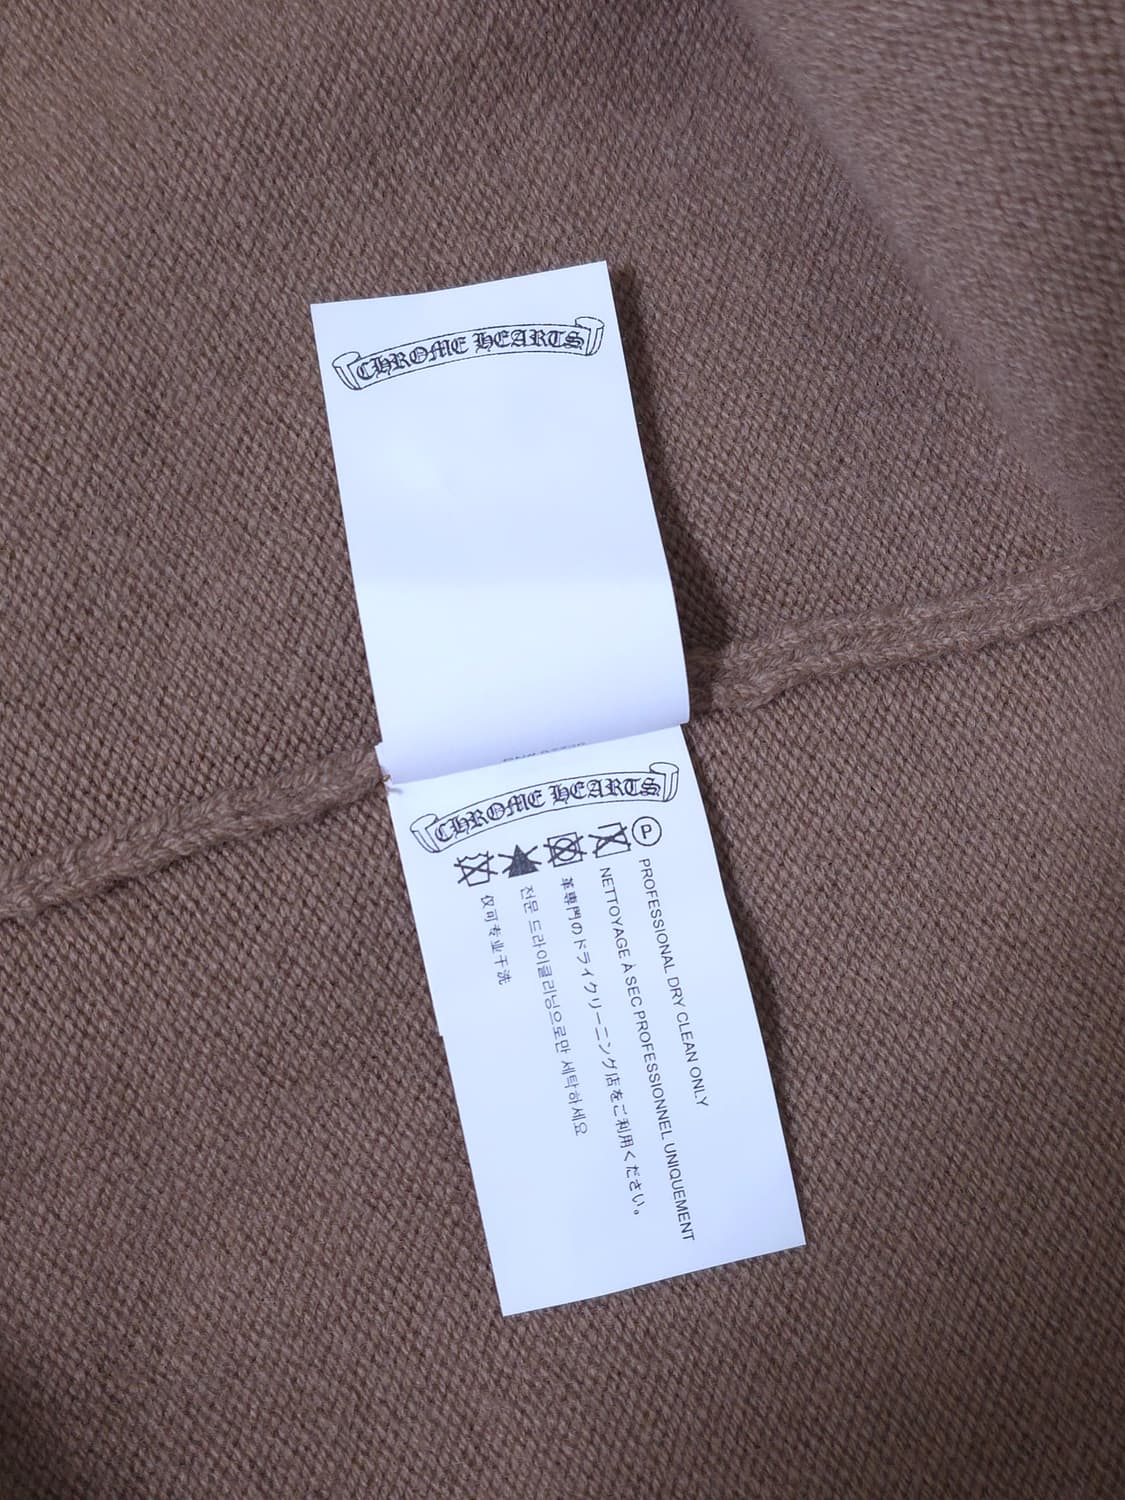 CHROME HEARTS
CHROME HEARTS
P
PROFESSIONAL DRY CLEAN ONLY
NETTOYAGE À SEC PROFESSIONNEL UNIQUEMENT
革専門のドライクリーニング店をご利用ください。
전문 드라이클리닝으로만 세탁하세요
仅可专业干洗